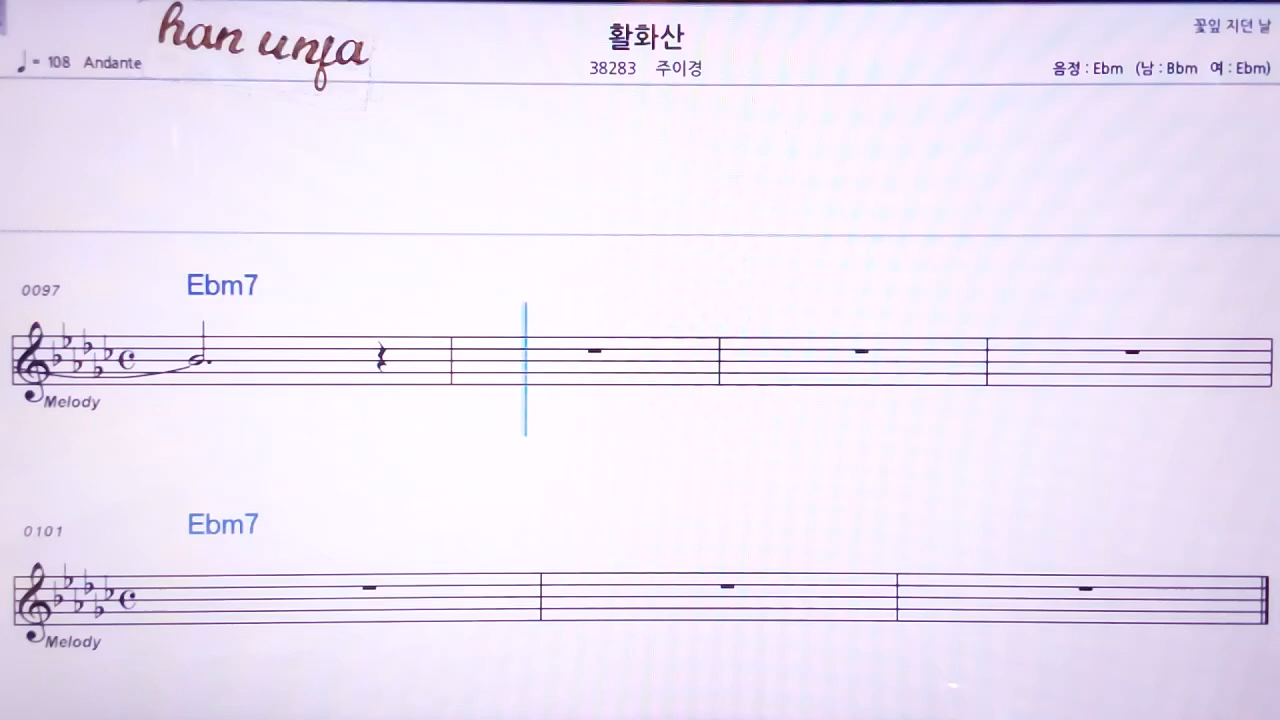 han unja
활화산
꽃잎 지던 날
♩= 108 Andante
38283 주이경
음정 : Ebm (남 : Bbm 여 : Ebm)
0097
Ebm7
Melody
0101
Ebm7
Melody